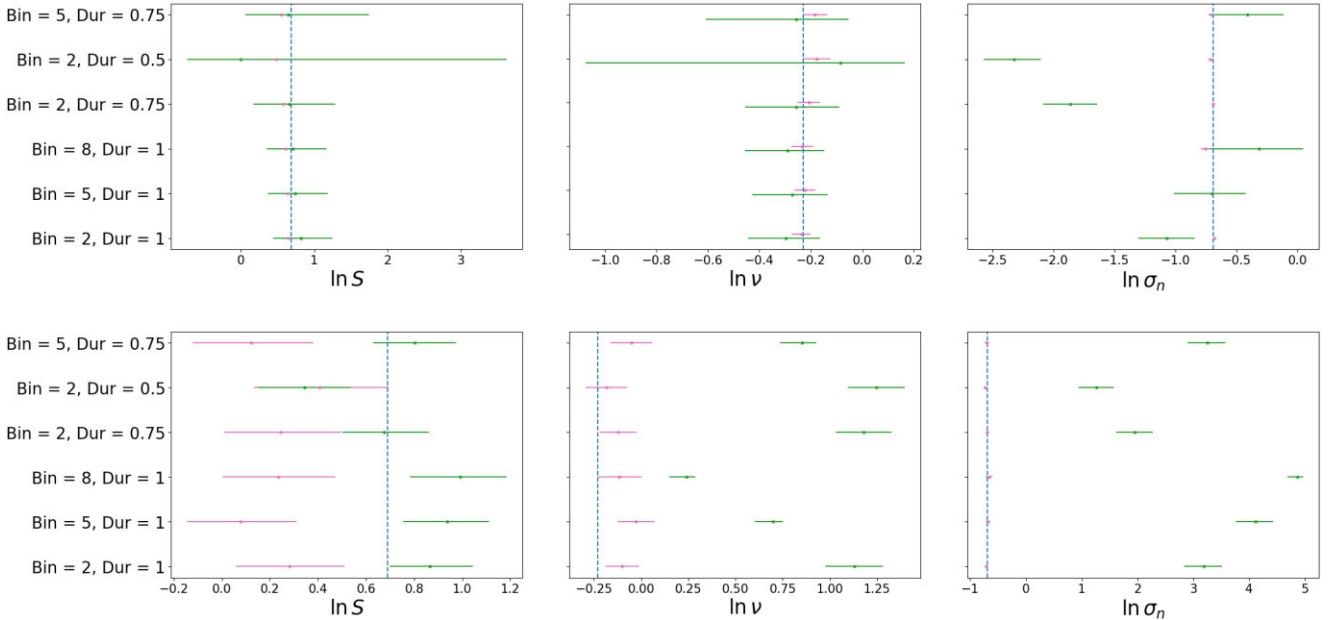 Bin = 5, Dur = 0.75
Bin = 2, Dur = 0.5
Bin = 2, Dur = 0.75
Bin = 8, Dur = 1
Bin = 5, Dur = 1
Bin = 2, Dur = 1
0 1 2 3
ln S
−1.0 −0.8 −0.6 −0.4 −0.2 0.0 0.2
ln ν
−2.5 −2.0 −1.5 −1.0 −0.5 0.0
ln σn
Bin = 5, Dur = 0.75
Bin = 2, Dur = 0.5
Bin = 2, Dur = 0.75
Bin = 8, Dur = 1
Bin = 5, Dur = 1
Bin = 2, Dur = 1
−0.2 0.0 0.2 0.4 0.6 0.8 1.0 1.2
ln S
−0.25 0.00 0.25 0.50 0.75 1.00 1.25
ln ν
−1 0 1 2 3 4 5
ln σn